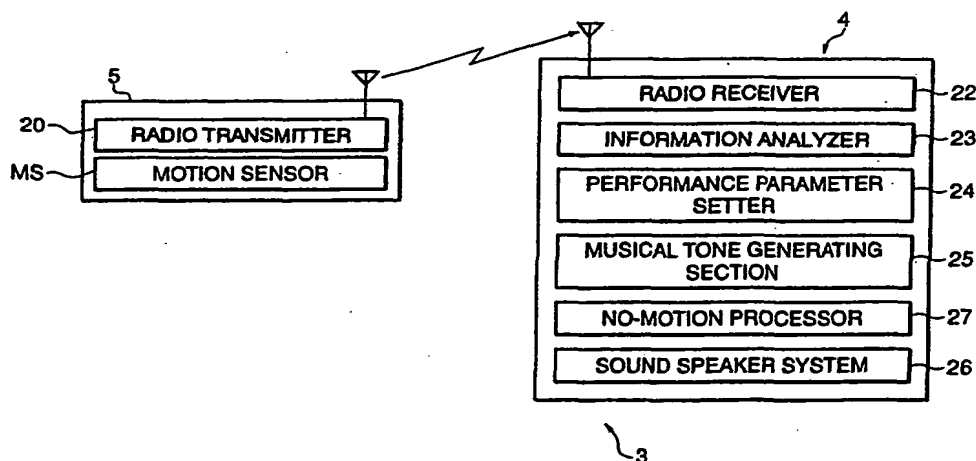 5
20
RADIO TRANSMITTER
MS
MOTION SENSOR
4
RADIO RECEIVER
22
INFORMATION ANALYZER
23
PERFORMANCE PARAMETER
SETTER
24
MUSICAL TONE GENERATING
SECTION
25
NO-MOTION PROCESSOR
27
SOUND SPEAKER SYSTEM
26
3